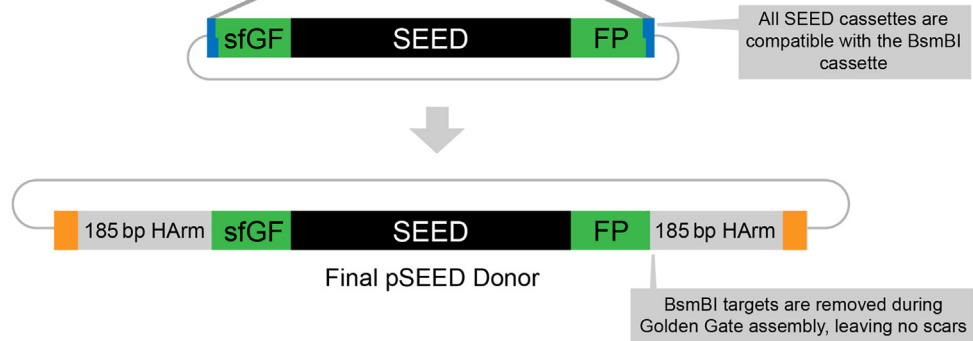 sfGF SEED FP
All SEED cassettes are
compatible with the BsmBI
cassette
185 bp HArm sfGF SEED FP 185 bp HArm
Final pSEED Donor
BsmBI targets are removed during
Golden Gate assembly, leaving no scars